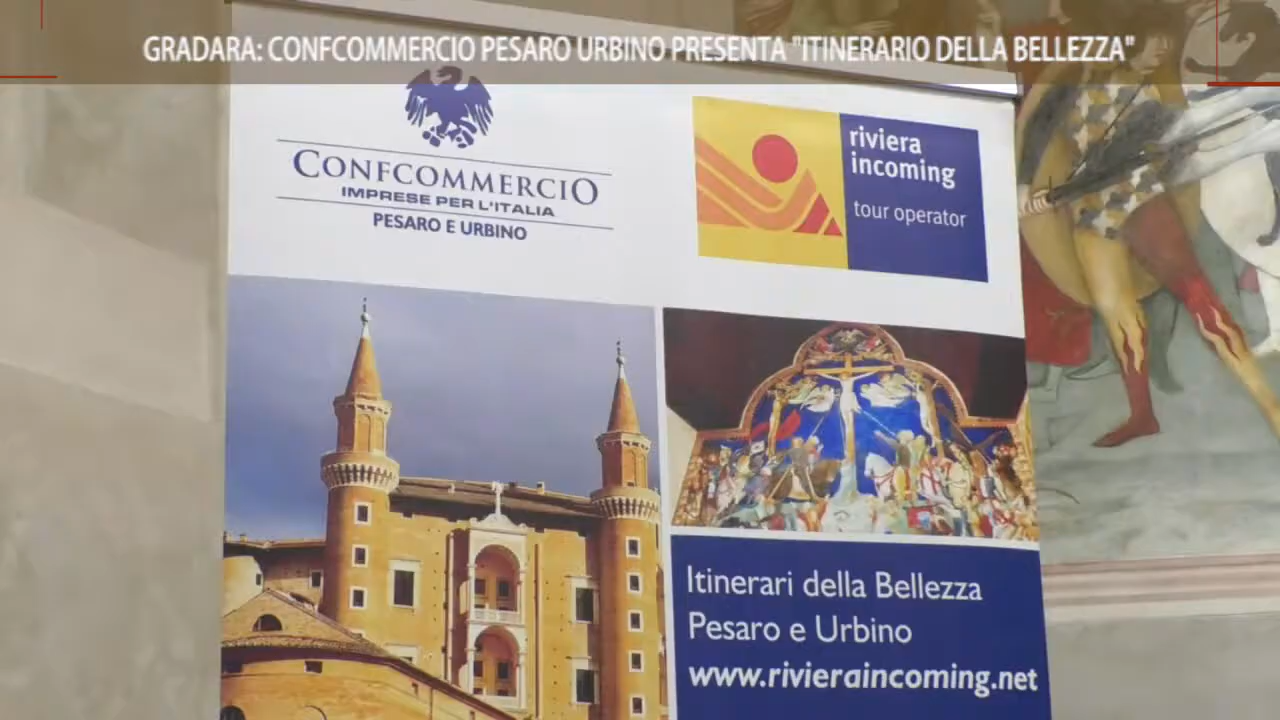 GRADARA: CONFCOMMERCIO PESARO URBINO PRESENTA "ITINERARIO DELLA BELLEZZA"
CONFCOMMERCIO
IMPRESE PER L'ITALIA
PESARO E URBINO
riviera
incoming
tour operator
Itinerari della Bellezza
Pesaro e Urbino
www.rivieraincoming.net